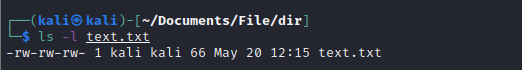 ┌──(kali㉿kali)-[~/Documents/File/dir]
└─$ ls -l text.txt
-rw-rw-rw- 1 kali kali 66 May 20 12:15 text.txt